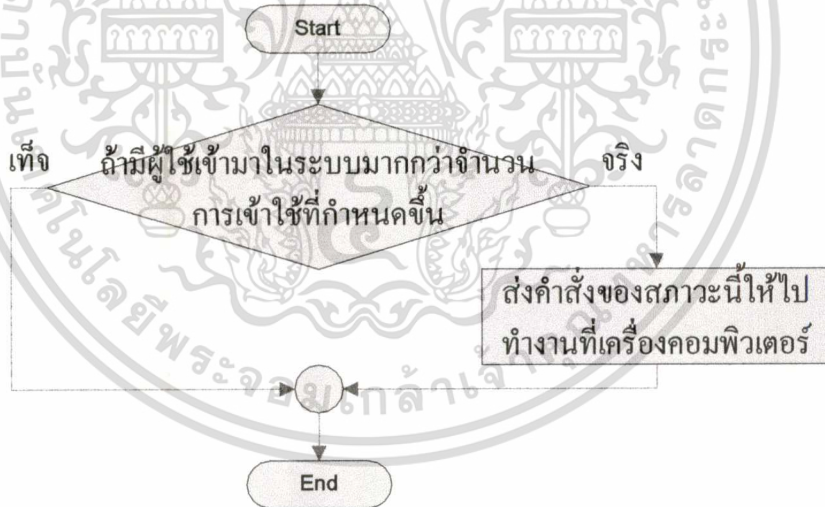 Start
เท็จ
ถ้ามีผู้ใช้เข้ามาในระบบมากกว่าจำนวน
การเข้าใช้ที่กำหนดขึ้น
จริง
ส่งคำสั่งของสภาวะนี้ให้ไป
ทำงานที่เครื่องคอมพิวเตอร์
End